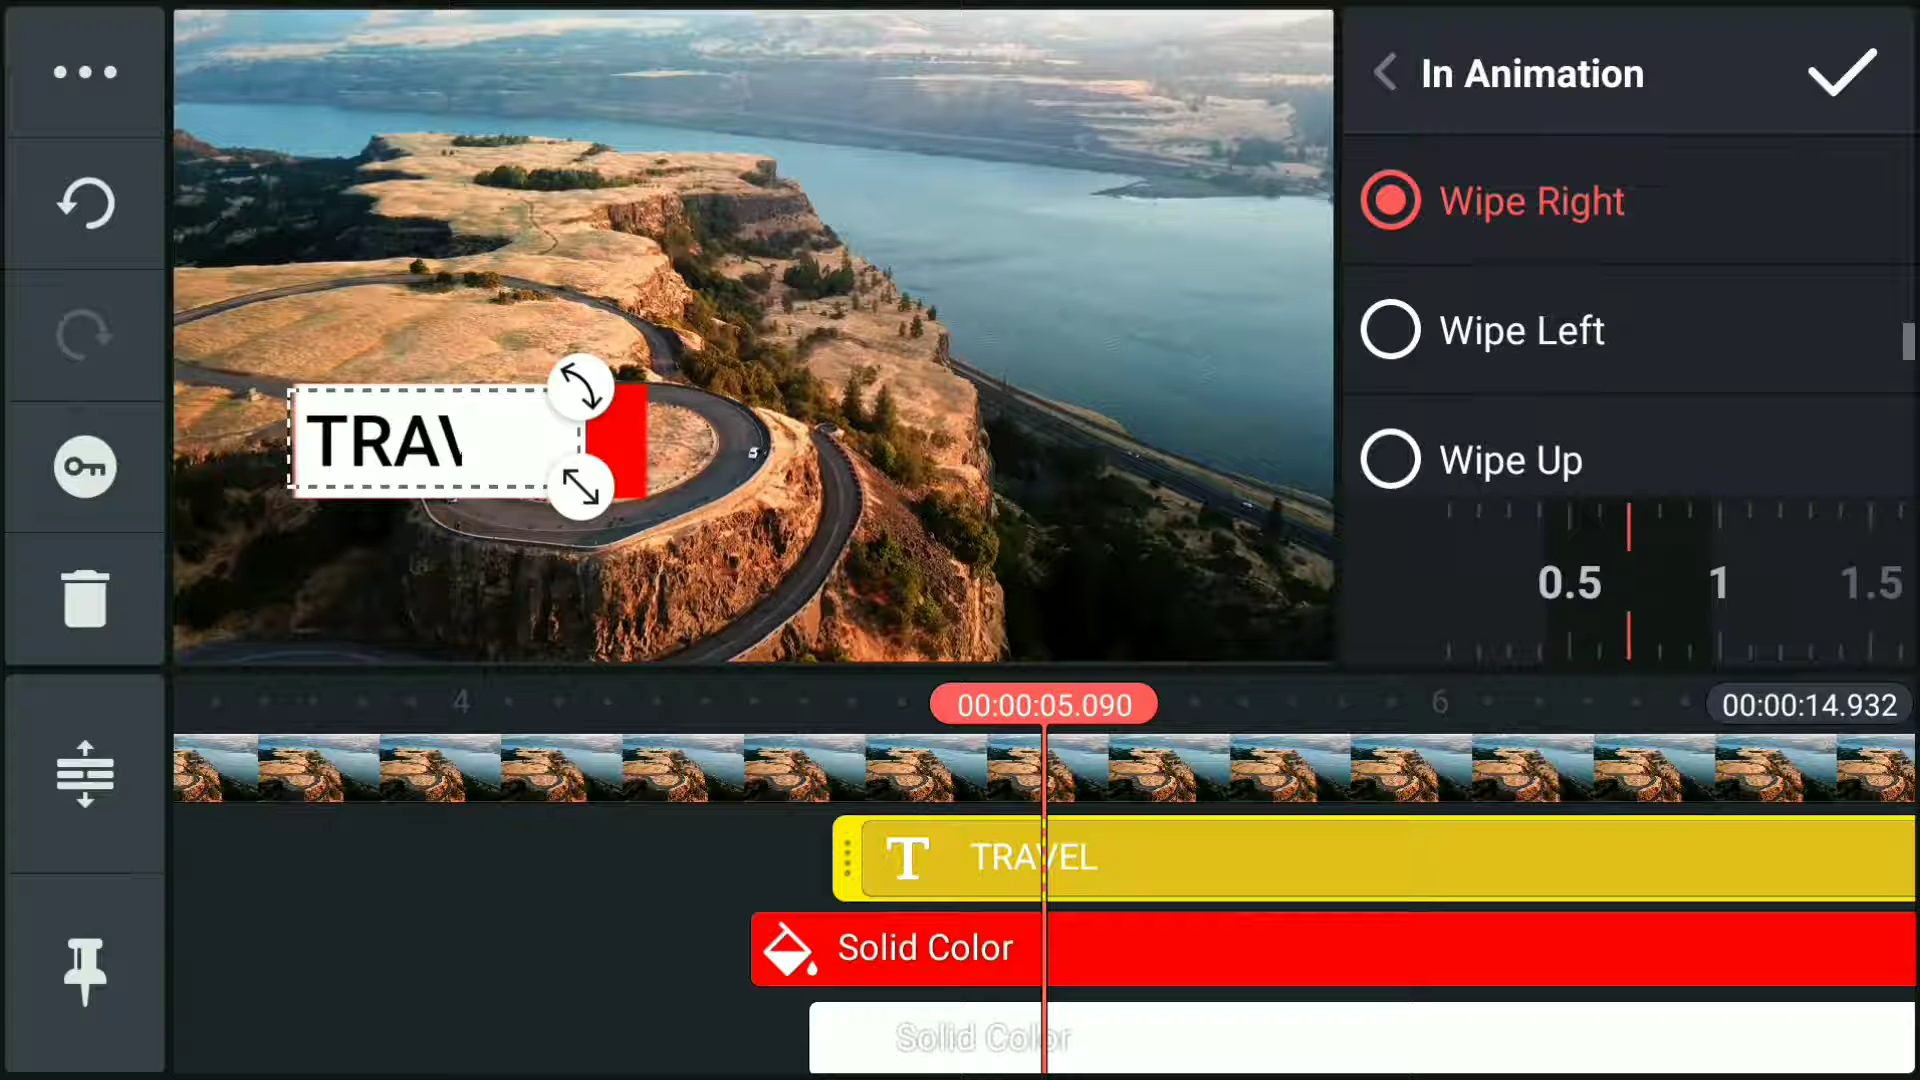 In Animation
Wipe Right
Wipe Left
Wipe Up
0.5 1 1.5
TRAV
4 00:00:05.090 6 00:00:14.932
T TRAVEL
Solid Color
Solid Color